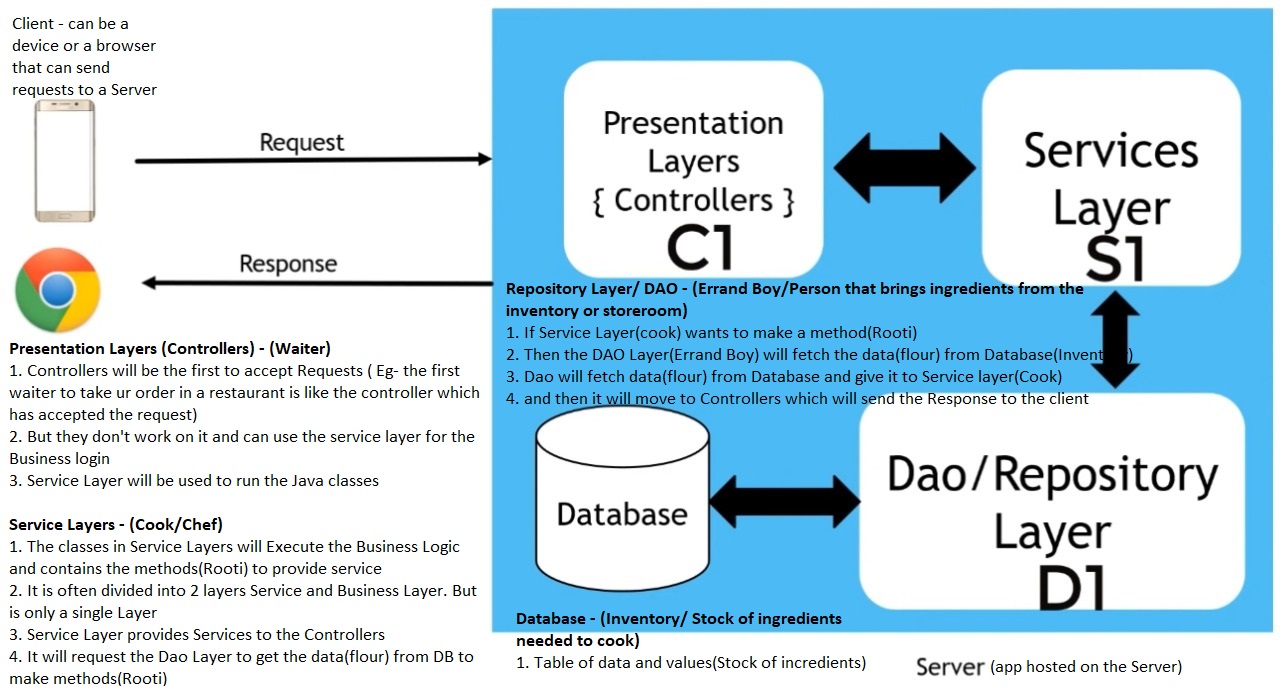 Client - can be a
device or a browser
that can send
requests to a Server
Request
Response
Presentation
Layers
{ Controllers }
C1
Services
Layer
S1
Presentation Layers (Controllers) - (Waiter)
1. Controllers will be the first to accept Requests ( Eg- the first
waiter to take ur order in a restaurant is like the controller which
has accepted the request)
2. But they don't work on it and can use the service layer for the
Business login
3. Service Layer will be used to run the Java classes
Service Layers - (Cook/Chef)
1. The classes in Service Layers will Execute the Business Logic
and contains the methods(Rooti) to provide service
2. It is often divided into 2 layers Service and Business Layer. But
is only a single Layer
3. Service Layer provides Services to the Controllers
4. It will request the Dao Layer to get the data(flour) from DB to
make methods(Rooti)
Repository Layer/ DAO - (Errand Boy/Person that brings ingredients from the
inventory or storeroom)
1. If Service Layer(cook) wants to make a method(Rooti)
2. Then the DAO Layer(Errand Boy) will fetch the data(flour) from
3. Dao will fetch data(flour) from Database and give it to Service layer(Cook)
4. and then it will move to Controllers which will send the Response to the client
Database
Dao/Repository
Layer
D1
Database - (Inventory/ Stock of ingredients
needed to cook)
1. Table of data and values(Stock of incredients)
Server (app hosted on the Server)